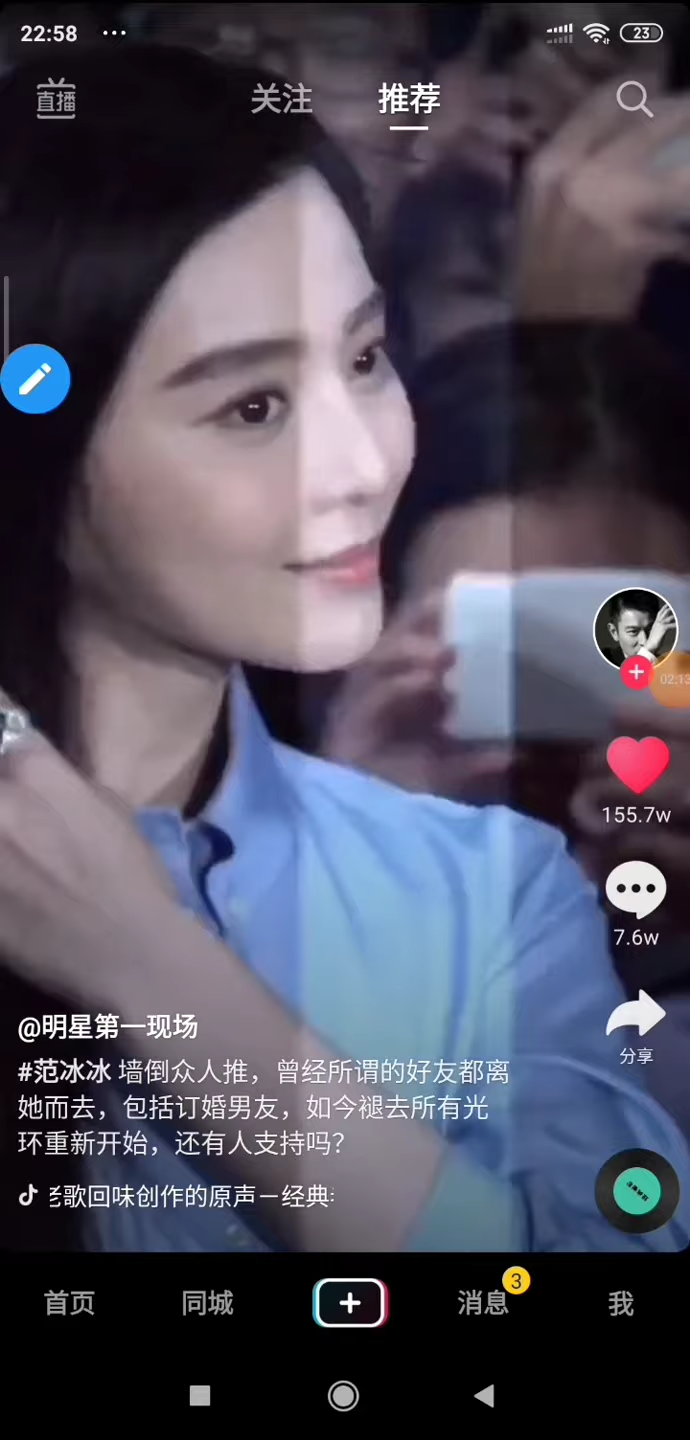 22:58
23
直播
关注
推荐
02:13
155.7w
7.6w
分享
@明星第一现场
#范冰冰 墙倒众人推，曾经所谓的好友都离
她而去，包括订婚男友，如今褪去所有光
环重新开始，还有人支持吗？
歌回味创作的原声－经典
首页
同城
消息
3
我